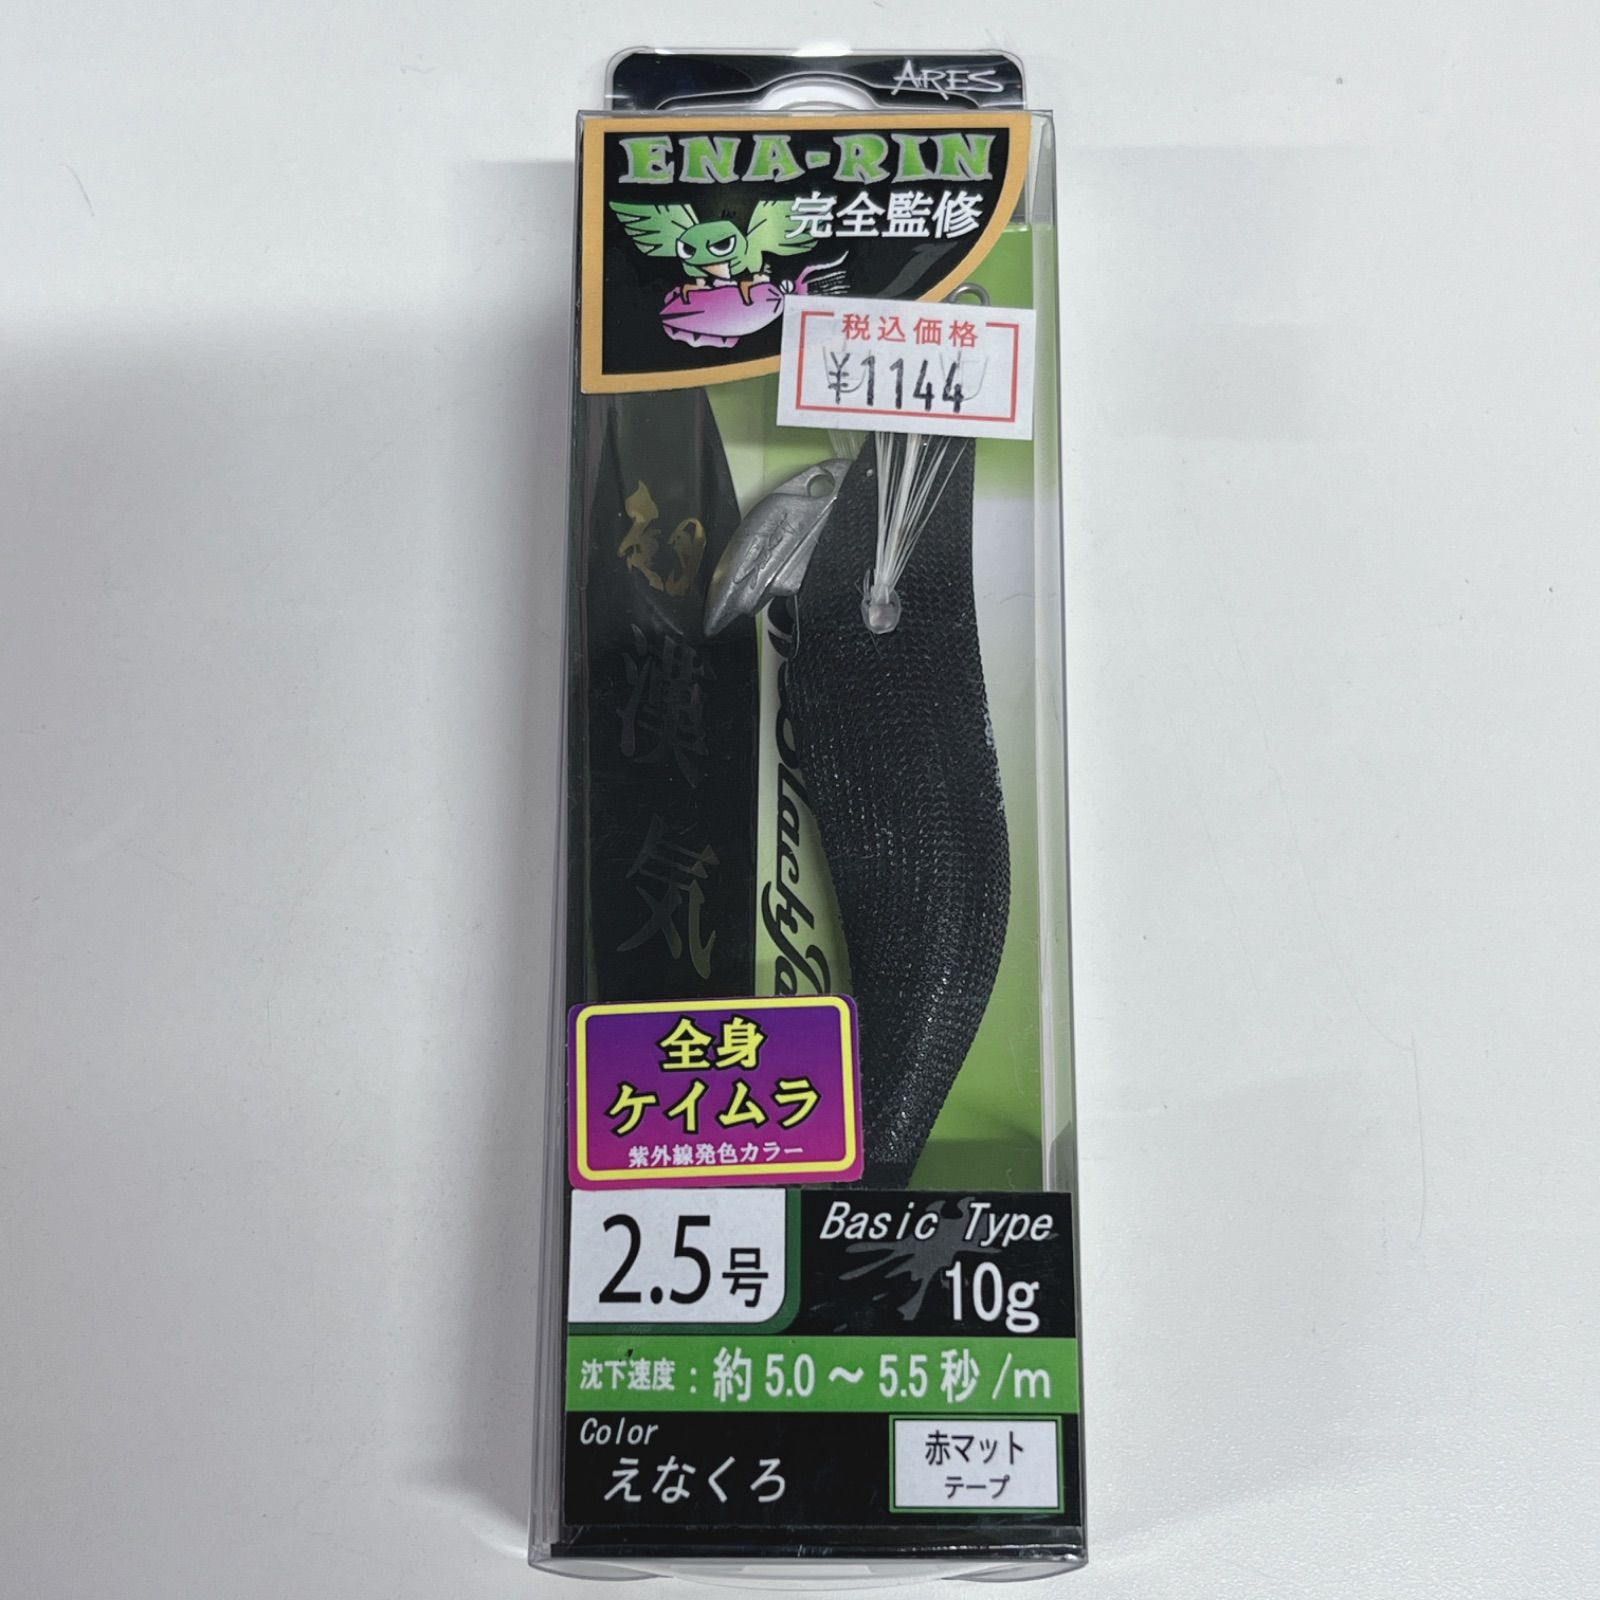 ARES
ENA-RIN
完全監修
税込価格
¥1144
漢
気
BlackJa
全身
ケイムラ
紫外線発色カラー
2.5号
Basic Type
10g
沈下速度:約5.0～5.5秒/m
Color
えなくろ
赤マット
テープ